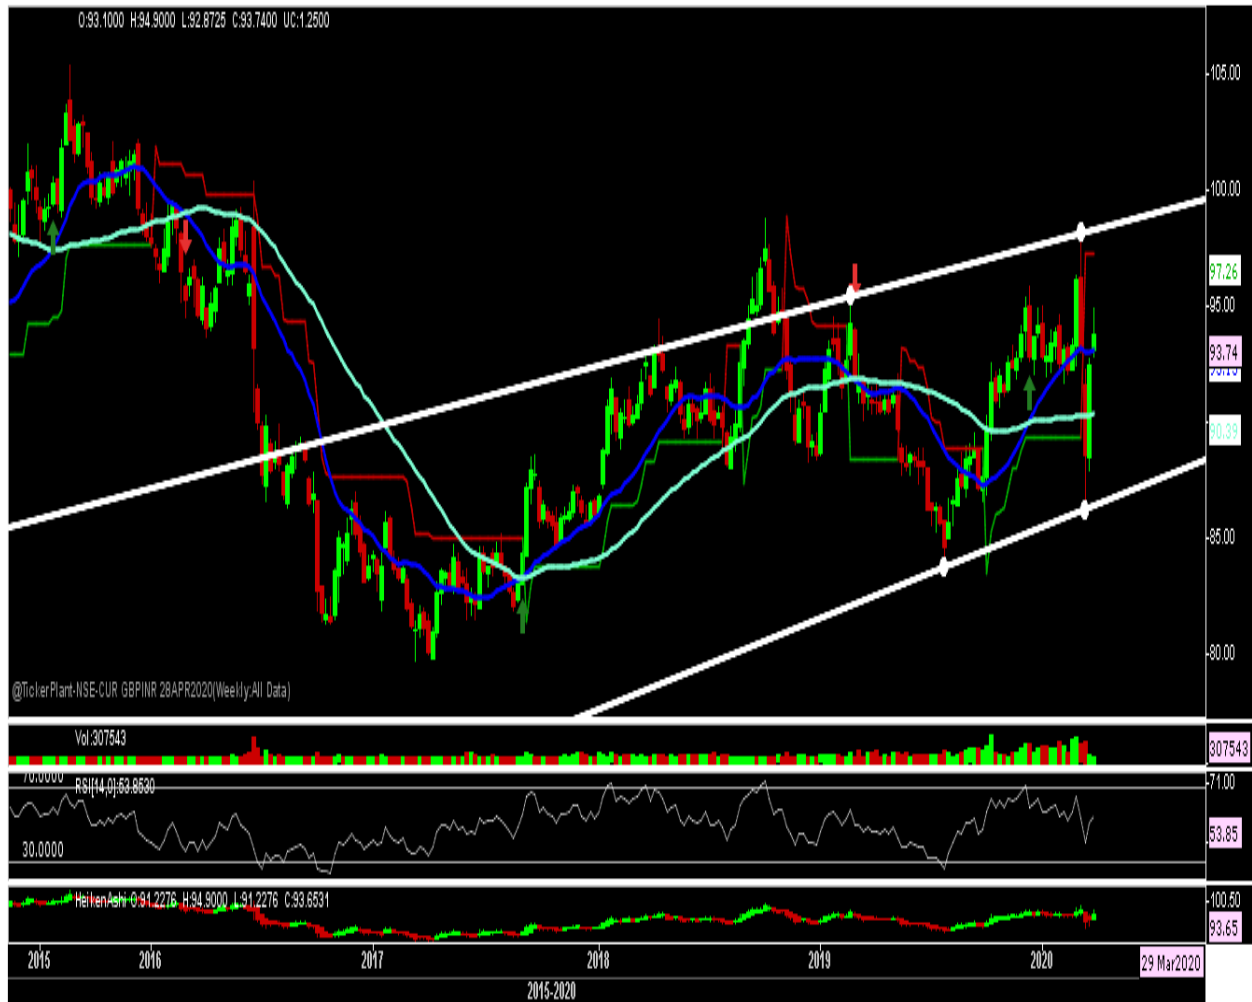 O:93.1000 H:94.9000 L:92.8725 C:93.7400 UC:1.2500
105.00
100.00
97.26
95.00
93.74
90.39
85.00
80.00
@TickerPlant-NSE-CUR GBPINR 28APR2020(Weekly:All Data)
Vol:307543
307543
70.0000
RSI[14,0]:53.8530
71.00
53.85
30.0000
HeikenAshi O:91.2276 H:94.9000 L:91.2276 C:93.6531
100.50
93.65
2015 2016 2017 2018 2019 2020
29 Mar2020
2015-2020